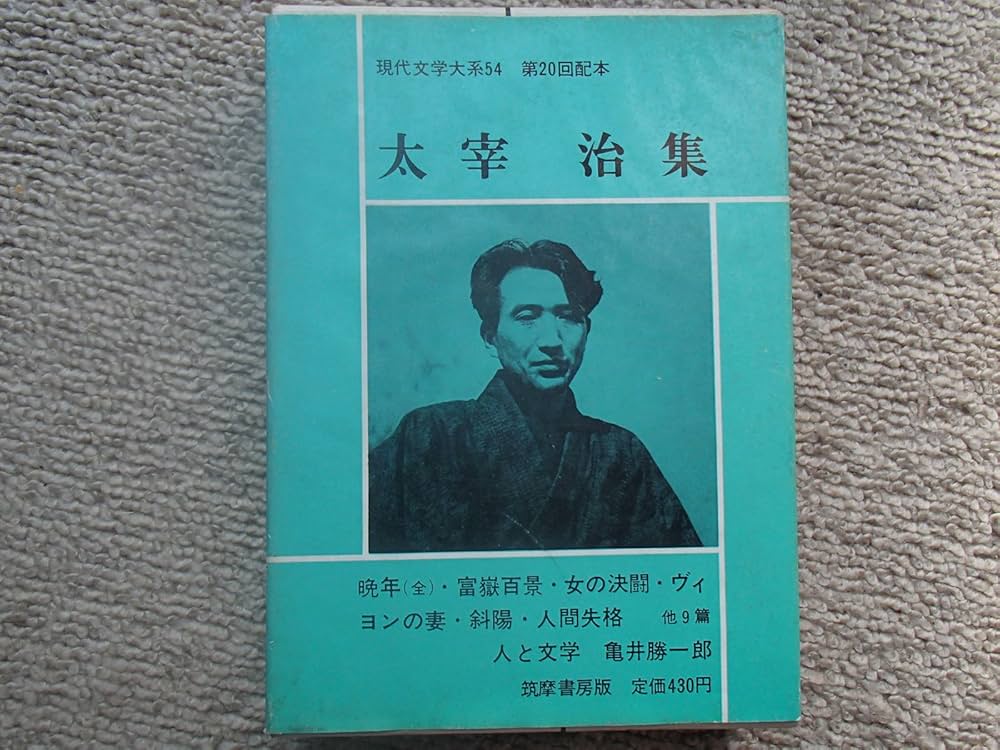 現代文学大系54 第20回配本
太宰 治集
晩年(全)・富嶽百景・女の決闘・ヴィ
ヨンの妻・斜陽・人間失格 他9篇
人と文学 亀井勝一郎
筑摩書房版 定価430円